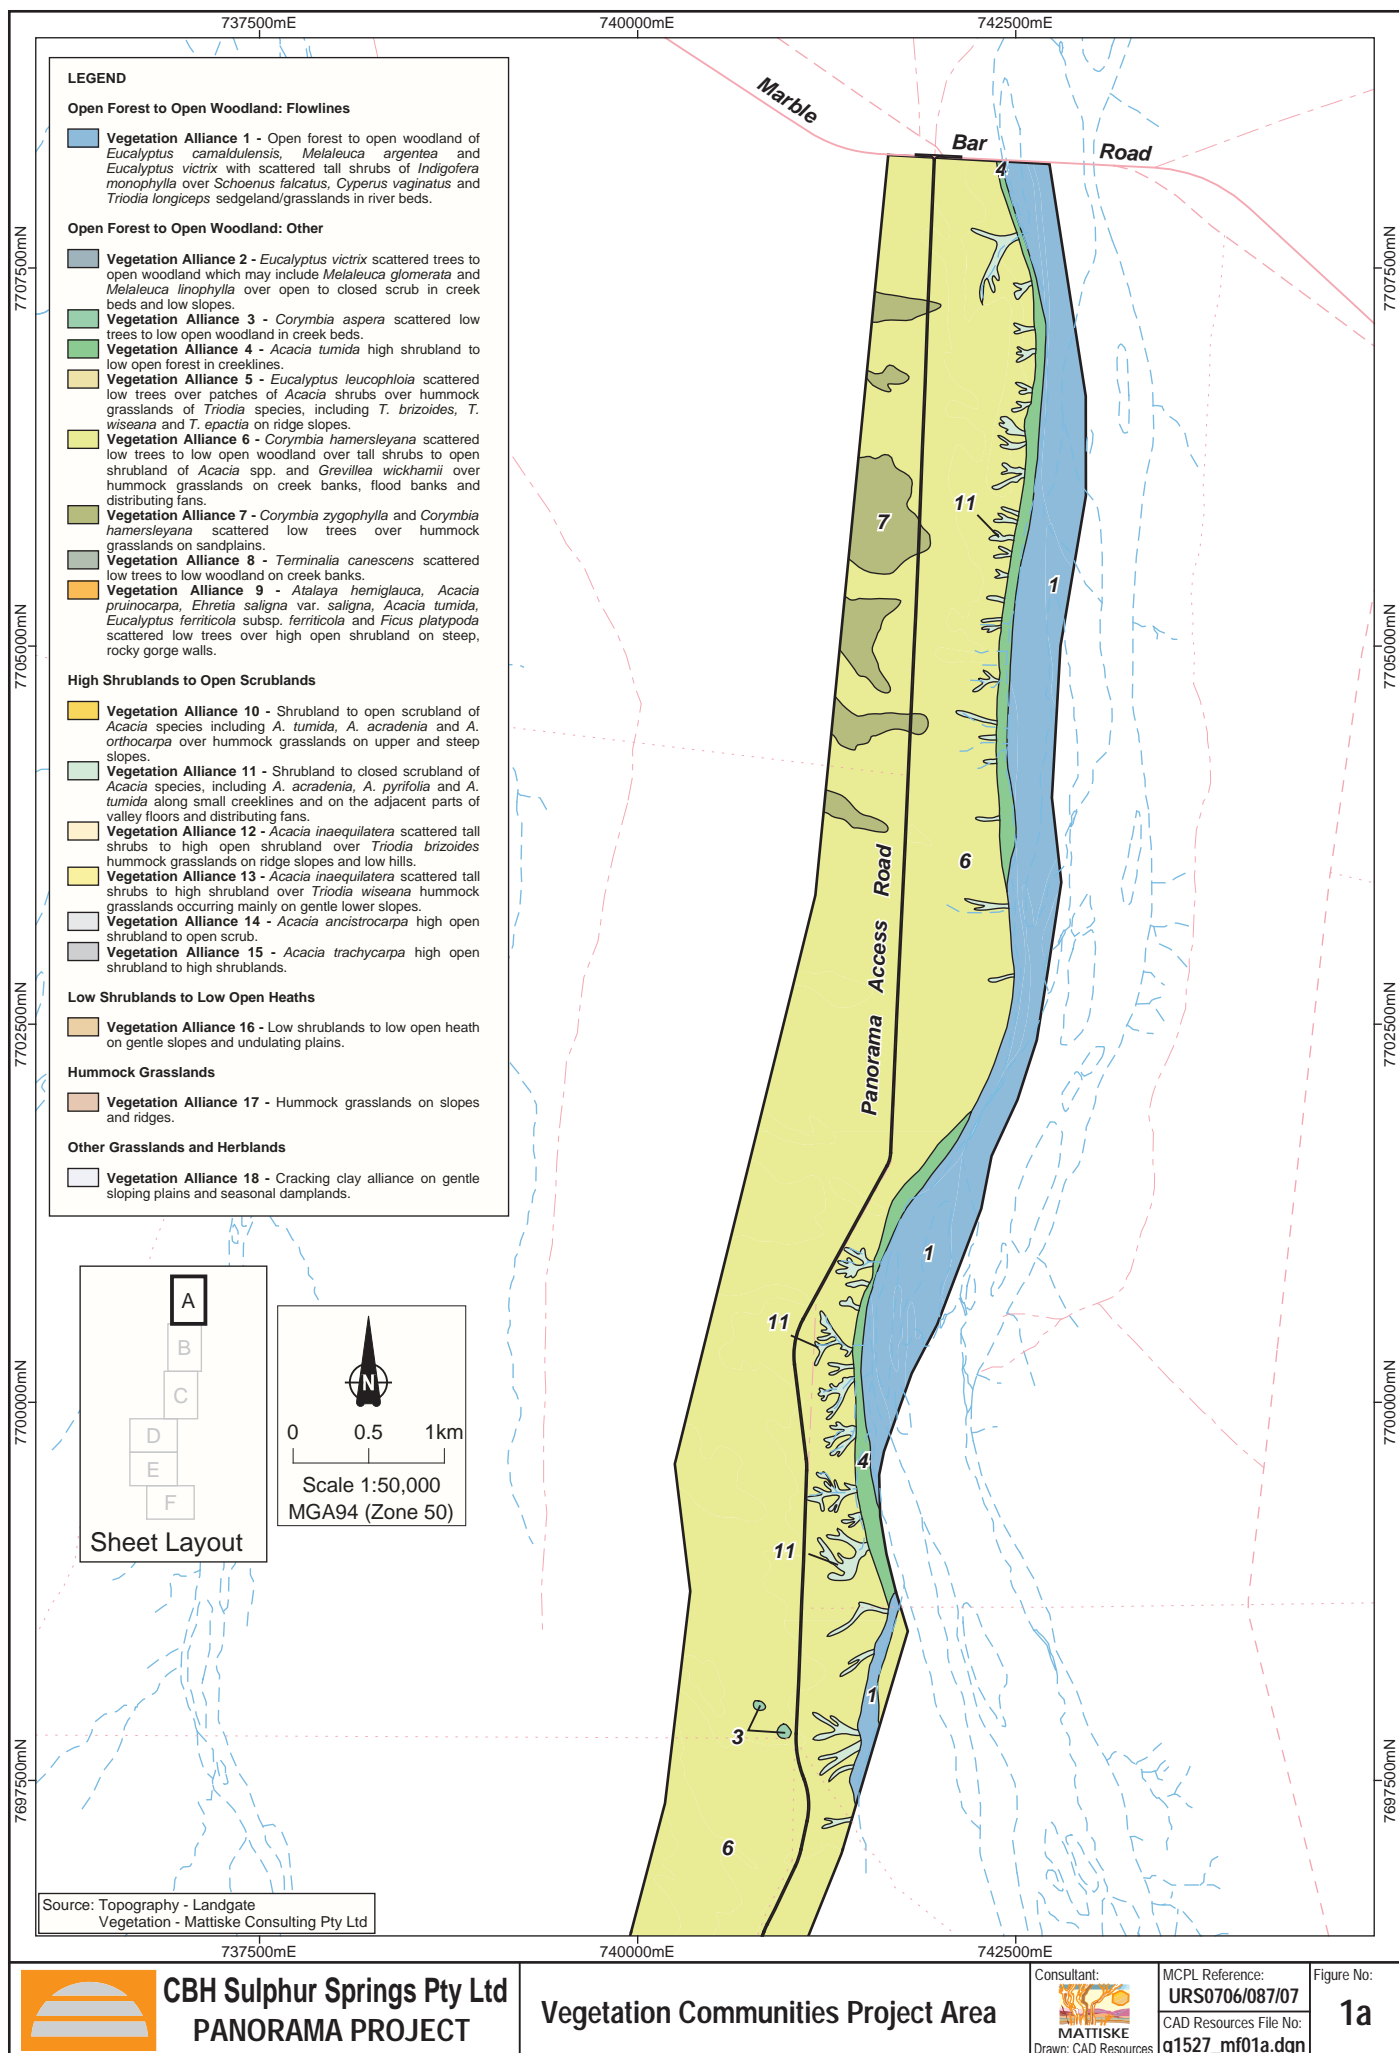 737500mE
740000mE
742500mE
LEGEND
Open Forest to Open Woodland: Flowlines
Vegetation Alliance 1 - Open forest to open woodland of
Eucalyptus camaldulensis, Melaleuca argentea and
Eucalyptus victrix with scattered tall shrubs of Indigofera
monophylla over Schoenus falcatus, Cyperus vaginatus and
Triodia longiceps sedgeland/grasslands in river beds.
Open Forest to Open Woodland: Other
Vegetation Alliance 2 - Eucalyptus victrix scattered trees to
open woodland which may include Melaleuca glomerata and
Melaleuca linophylla over open to closed scrub in creek
beds and low slopes.
Vegetation Alliance 3 - Corymbia aspera scattered low
trees to low open woodland in creek beds.
Vegetation Alliance 4 - Acacia tumida high shrubland to
low open forest in creeklines.
Vegetation Alliance 5 - Eucalyptus leucophloia scattered
low trees over patches of Acacia shrubs over hummock
grasslands of Triodia species, including T. brizoides, T.
wiseana and T. epactia on ridge slopes.
Vegetation Alliance 6 - Corymbia hamersleyana scattered
low trees to low open woodland over tall shrubs to open
shrubland of Acacia spp. and Grevillea wickhamii over
hummock grasslands on creek banks, flood banks and
distributing fans.
Vegetation Alliance 7 - Corymbia zygophylla and Corymbia
hamersleyana scattered low trees over hummock
grasslands on sandplains.
Vegetation Alliance 8 - Terminalia canescens scattered
low trees to low woodland on creek banks.
Vegetation Alliance 9 - Atalaya hemiglauca, Acacia
pruinocarpa, Ehretia saligna var. saligna, Acacia tumida,
Eucalyptus ferriticola subsp. ferriticola and Ficus platypoda
scattered low trees over high open shrubland on steep,
rocky gorge walls.
High Shrublands to Open Scrublands
Vegetation Alliance 10 - Shrubland to open scrubland of
Acacia species including A. tumida, A. acradenia and A.
orthocarpa over hummock grasslands on upper and steep
slopes.
Vegetation Alliance 11 - Shrubland to closed scrubland of
Acacia species, including A. acradenia, A. pyrifolia and A.
tumida along small creeklines and on the adjacent parts of
valley floors and distributing fans.
Vegetation Alliance 12 - Acacia inaequilatera scattered tall
shrubs to high open shrubland over Triodia brizoides
hummock grasslands on ridge slopes and low hills.
Vegetation Alliance 13 - Acacia inaequilatera scattered tall
shrubs to high shrubland over Triodia wiseana hummock
grasslands occurring mainly on gentle lower slopes.
Vegetation Alliance 14 - Acacia ancistrocarpa high open
shrubland to open scrub.
Vegetation Alliance 15 - Acacia trachycarpa high open
shrubland to high shrublands.
Low Shrublands to Low Open Heaths
Vegetation Alliance 16 - Low shrublands to low open heath
on gentle slopes and undulating plains.
Hummock Grasslands
Vegetation Alliance 17 - Hummock grasslands on slopes
and ridges.
Other Grasslands and Herblands
Vegetation Alliance 18 - Cracking clay alliance on gentle
sloping plains and seasonal damplands.
Marble Bar Road
4
7
11
1
6
Panorama Access Road
1
11
4
11
1
3
6
7707500mN
7705000mN
7702500mN
7700000mN
7697500mN
7707500mN
7705000mN
7702500mN
7700000mN
7697500mN
A
B
C
D
E
F
Sheet Layout
N
0 0.5 1km
Scale 1:50,000
MGA94 (Zone 50)
Source: Topography - Landgate
Vegetation - Mattiske Consulting Pty Ltd
737500mE
740000mE
742500mE
CBH Sulphur Springs Pty Ltd
PANORAMA PROJECT
Vegetation Communities Project Area
Consultant:
MATTISKE
Drawn: CAD Resources
MCPL Reference:
URS0706/087/07
CAD Resources File No:
g1527_mf01a.dgn
Figure No:
1a